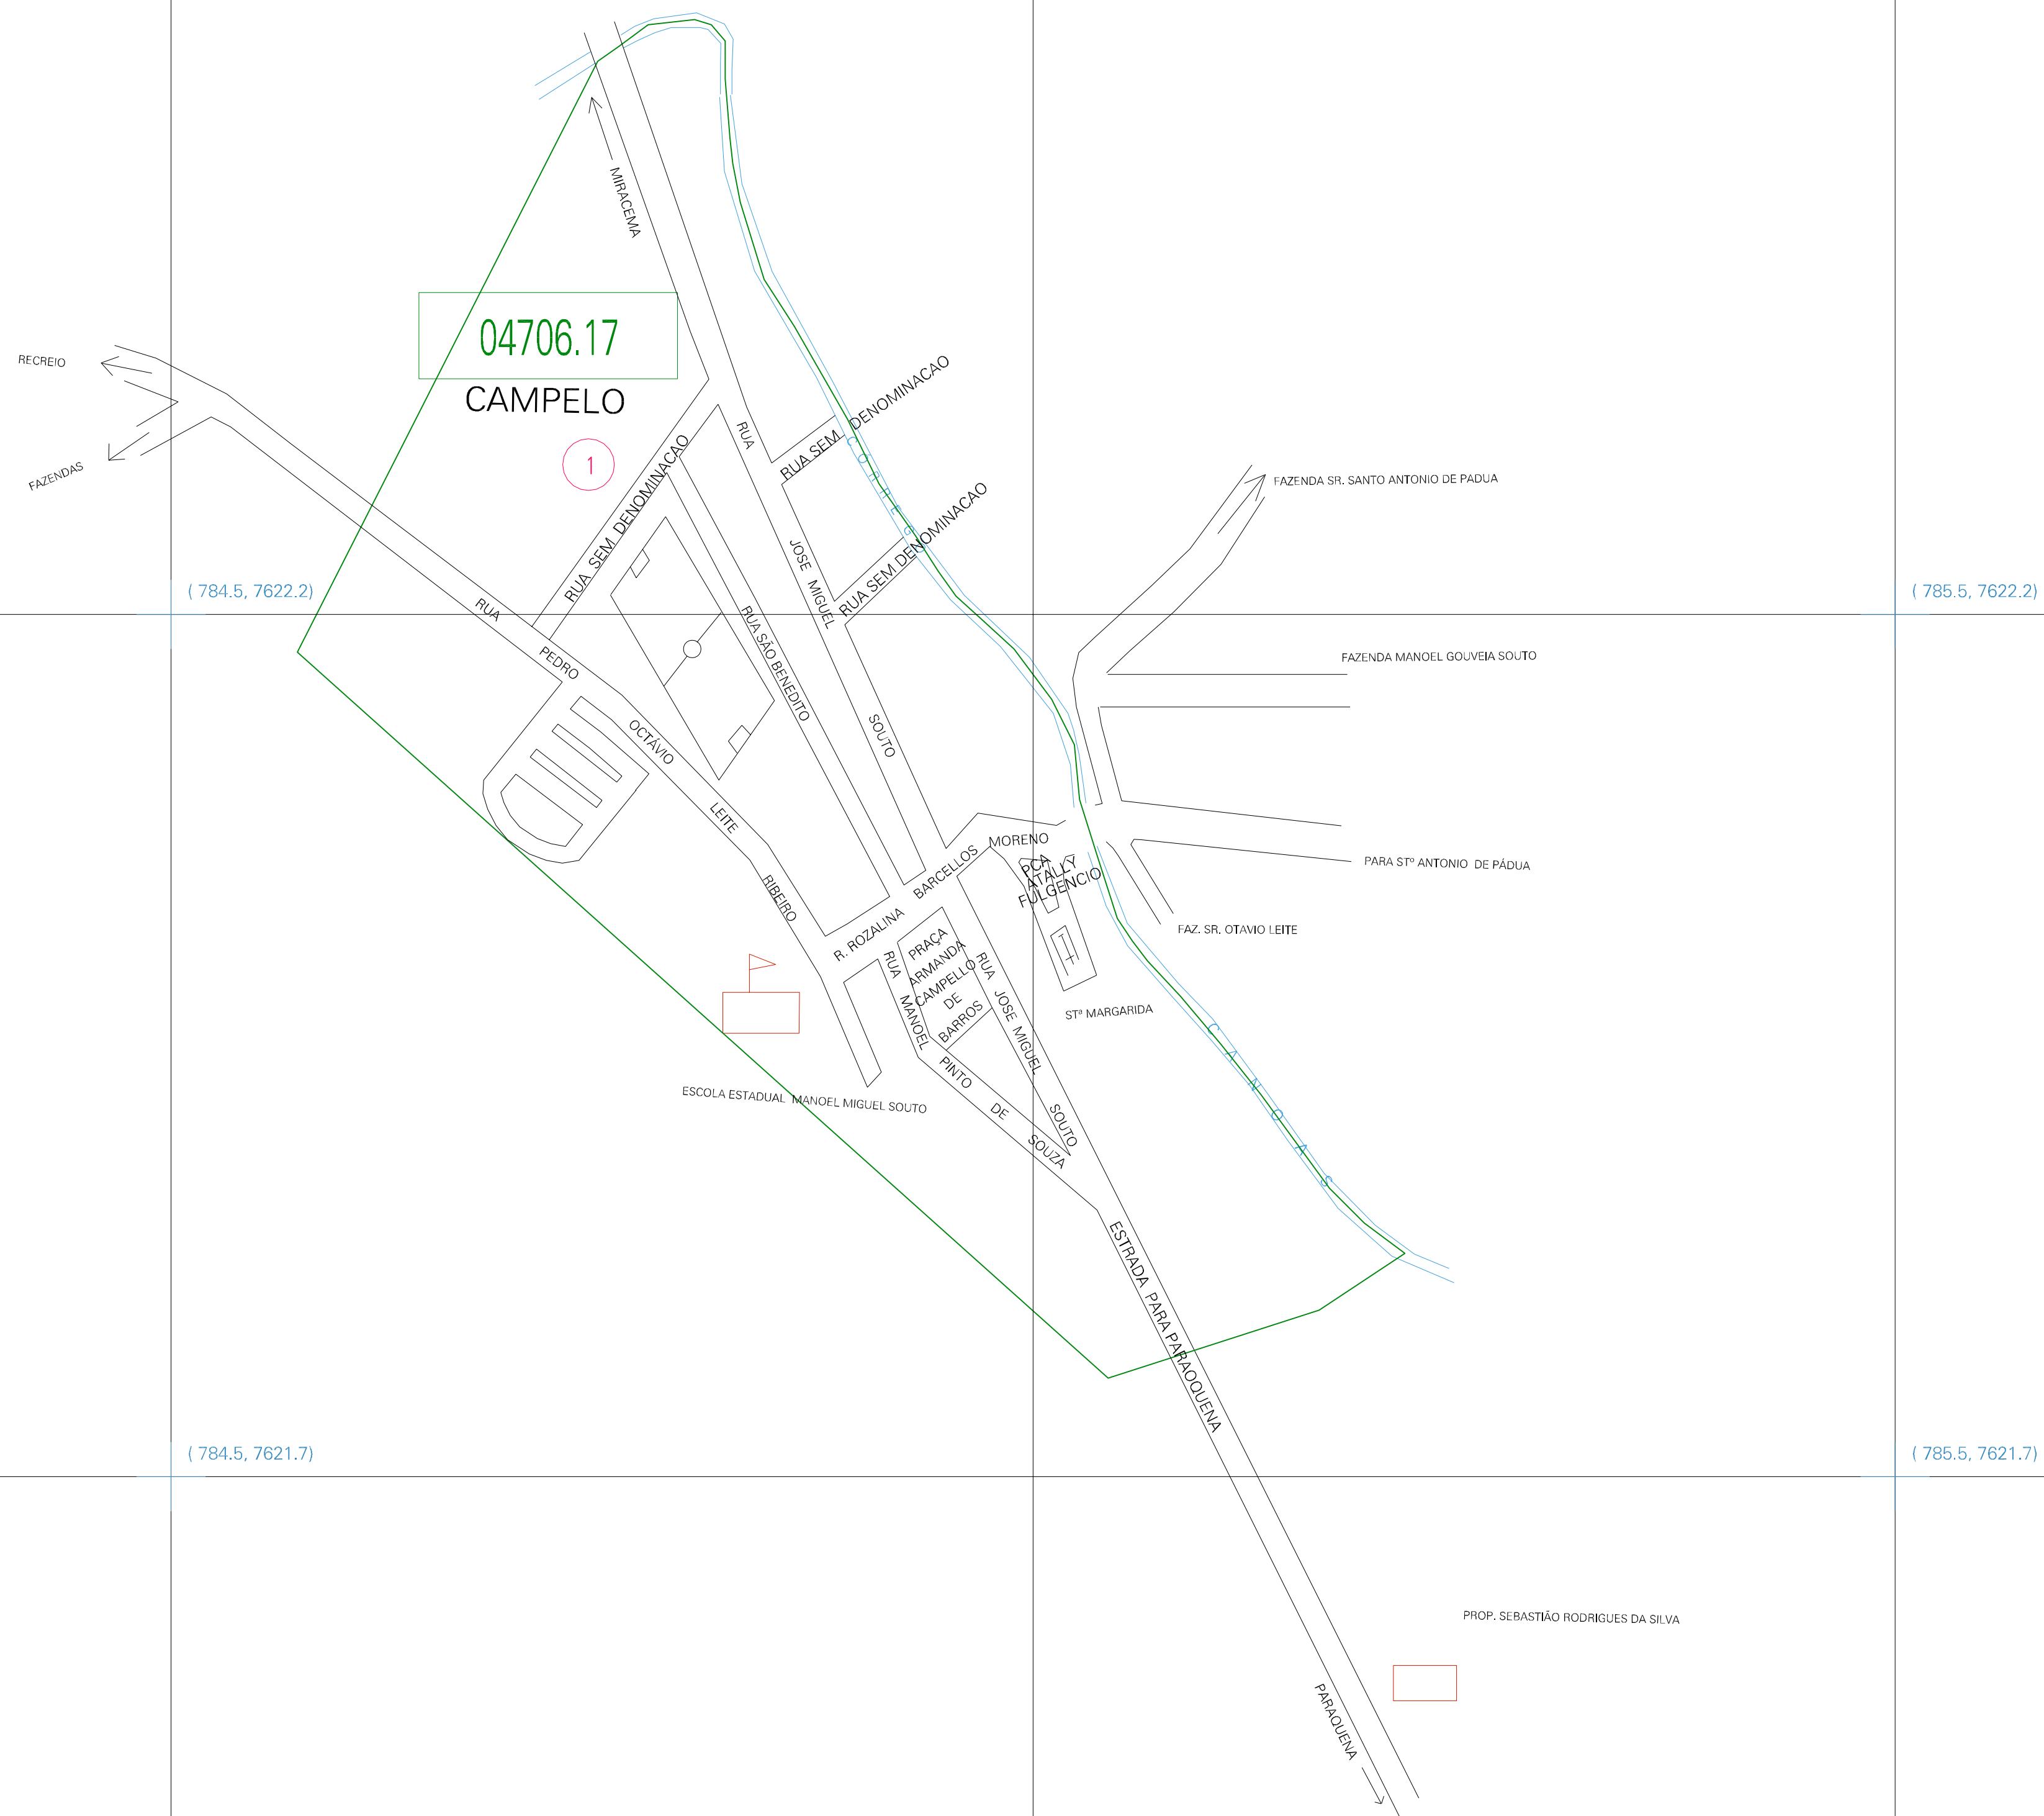 MIRACEMA
04706.17
CAMPELO
1
RECREIO
FAZENDAS
RUA SEM DENOMINACAO
RUA SEM DENOMINACAO
RUA SEM DENOMINACAO
RUA JOSE MIGUEL SOUTO
RUA SÃO BENEDITO
RUA PEDRO OCTÁVIO LEITE RIBEIRO
FAZENDA SR. SANTO ANTONIO DE PADUA
( 784.5, 7622.2)
( 785.5, 7622.2)
FAZENDA MANOEL GOUVEIA SOUTO
R. ROZALINA BARCELLOS MORENO
PCA
ATALLY
FULGENCIO
PARA STº ANTONIO DE PÁDUA
FAZ. SR. OTAVIO LEITE
PRAÇA
ARMANDA
CAMPELLO
DE
BARROS
RUA MANOEL PINTO DE SOUZA
RUA JOSE MIGUEL SOUTO
STª MARGARIDA
ESCOLA ESTADUAL MANOEL MIGUEL SOUTO
CANOAS
ESTRADA PARA PARAOQUENA
( 784.5, 7621.7)
( 785.5, 7621.7)
PROP. SEBASTIÃO RODRIGUES DA SILVA
PARAQUENA